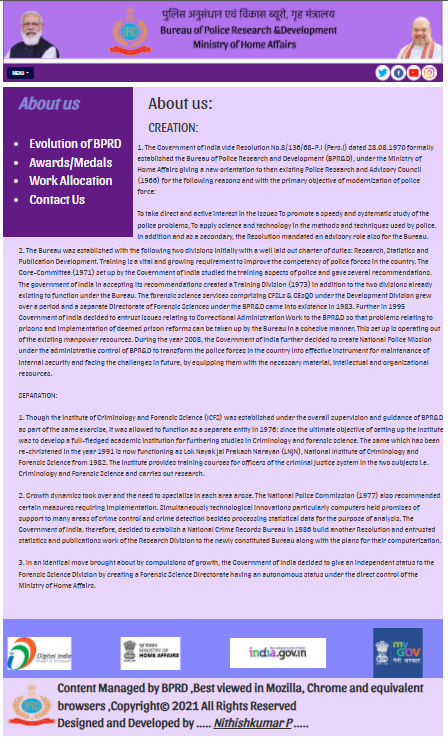 पुलिस अनुसंधान एवं विकास ब्यूरो, गृह मंत्रालय
Bureau of Police Research &Development
Ministry of Home Affairs
MENU
About us
Evolution of BPRD
Awards/Medals
Work Allocation
Contact Us
About us:
CREATION:
1. The Government of India vide Resolution No.8/136/68-P.I (Pers.I) dated 28.08.1970 formally
established the Bureau of Police Research and Development (BPR&D), under the Ministry of
Home Affairs giving a new orientation to then existing Police Research and Advisory Council
(1966) for the following reasons and with the primary objective of modernization of police
force:
To take direct and active interest in the issues To promote a speedy and systematic study of the
police problems, To apply science and technology in the methods and techniques used by police.
In addition and as a secondary, the Resolution mandated an advisory role also for the Bureau.
2. The Bureau was established with the following two divisions initially with a well laid out charter of duties: Research, Statistics and
Publication Development. Training is a vital and growing requirement to improve the competency of police forces in the country. The
Gore-Committee (1971) set up by the Government of India studied the training aspects of police and gave several recommendations.
The government of India in accepting its recommendations created a Training Division (1973) in addition to the two divisions already
existing to function under the Bureau. The forensic science services comprising CFSLs & GEsQD under the Development Division grew
over a period and a separate Directorate of Forensic Sciences under the BPR&D came into existence in 1983. Further in 1995
Government of India decided to entrust issues relating to Correctional Administration Work to the BPR&D so that problems relating to
prisons and implementation of deemed prison reforms can be taken up by the Bureau in a cohesive manner. This set up is operating out
of the existing manpower resources. During the year 2008, the Government of India further decided to create National Police Mission
under the administrative control of BPR&D to transform the police forces in the country into effective instrument for maintenance of
internal security and facing the challenges in future, by equipping them with the necessary material, intellectual and organizational
resources.
SEPARATION:
1. Though the Institute of Criminology and Forensic Science (ICFS) was established under the overall supervision and guidance of BPR&D
as part of the same exercise, it was allowed to function as a separate entity in 1976: since the ultimate objective of setting up the institute
was to develop a full-fledged academic institution for furthering studies in Criminology and forensic science. The same which has been
re-christened in the year 1991 is now functioning as Lok Nayak Jai Prakash Narayan (LNJN), National Institute of Criminology and
Forensic Science from 1982. The institute provides training courses for officers of the criminal justice system in the two subjects i.e.
Criminology and Forensic Sciences and carries out research.
2. Growth dynamics took over and the need to specialize in each area arose. The National Police Commission (1977) also recommended
certain measures requiring implementation. Simultaneously technological innovations particularly computers held promises of
support to many areas of crime control and crime detection besides processing statistical data for the purpose of analysis. The
Government of India, therefore, decided to establish a National Crime Records Bureau in 1986 build another Resolution and entrusted
statistics and publications work of the Research Division to the newly constituted Bureau along with the plans for their computerization.
3. In an identical move brought about by compulsions of growth, the Government of India decided to give an independent status to the
Forensic Science Division by creating a Forensic Science Directorate having an autonomous status under the direct control of the
Ministry of Home Affairs.
Digital India
Power To Empower
MINISTRY OF
HOME AFFAIRS
india.gov.in
my
GOV
मेरी सरकार
Content Managed by BPRD ,Best viewed in Mozilla, Chrome and equivalent
browsers ,Copyright© 2021 All Rights Reserved
Designed and Developed by ..... Nithishkumar P .....